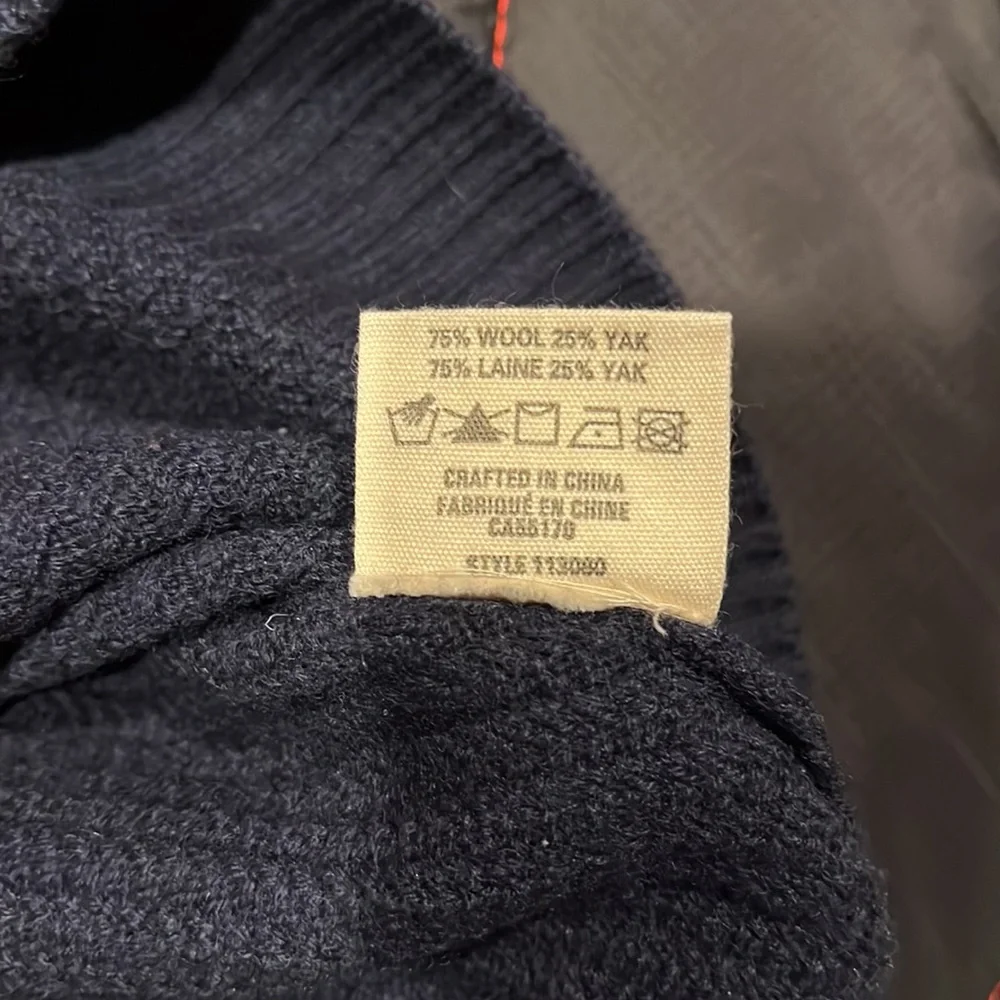 75% WOOL 25% YAK
75% LAINE 25% YAK
CRAFTED IN CHINA
FABRIQUÉ EN CHINE
CA55170
STYLE 113080